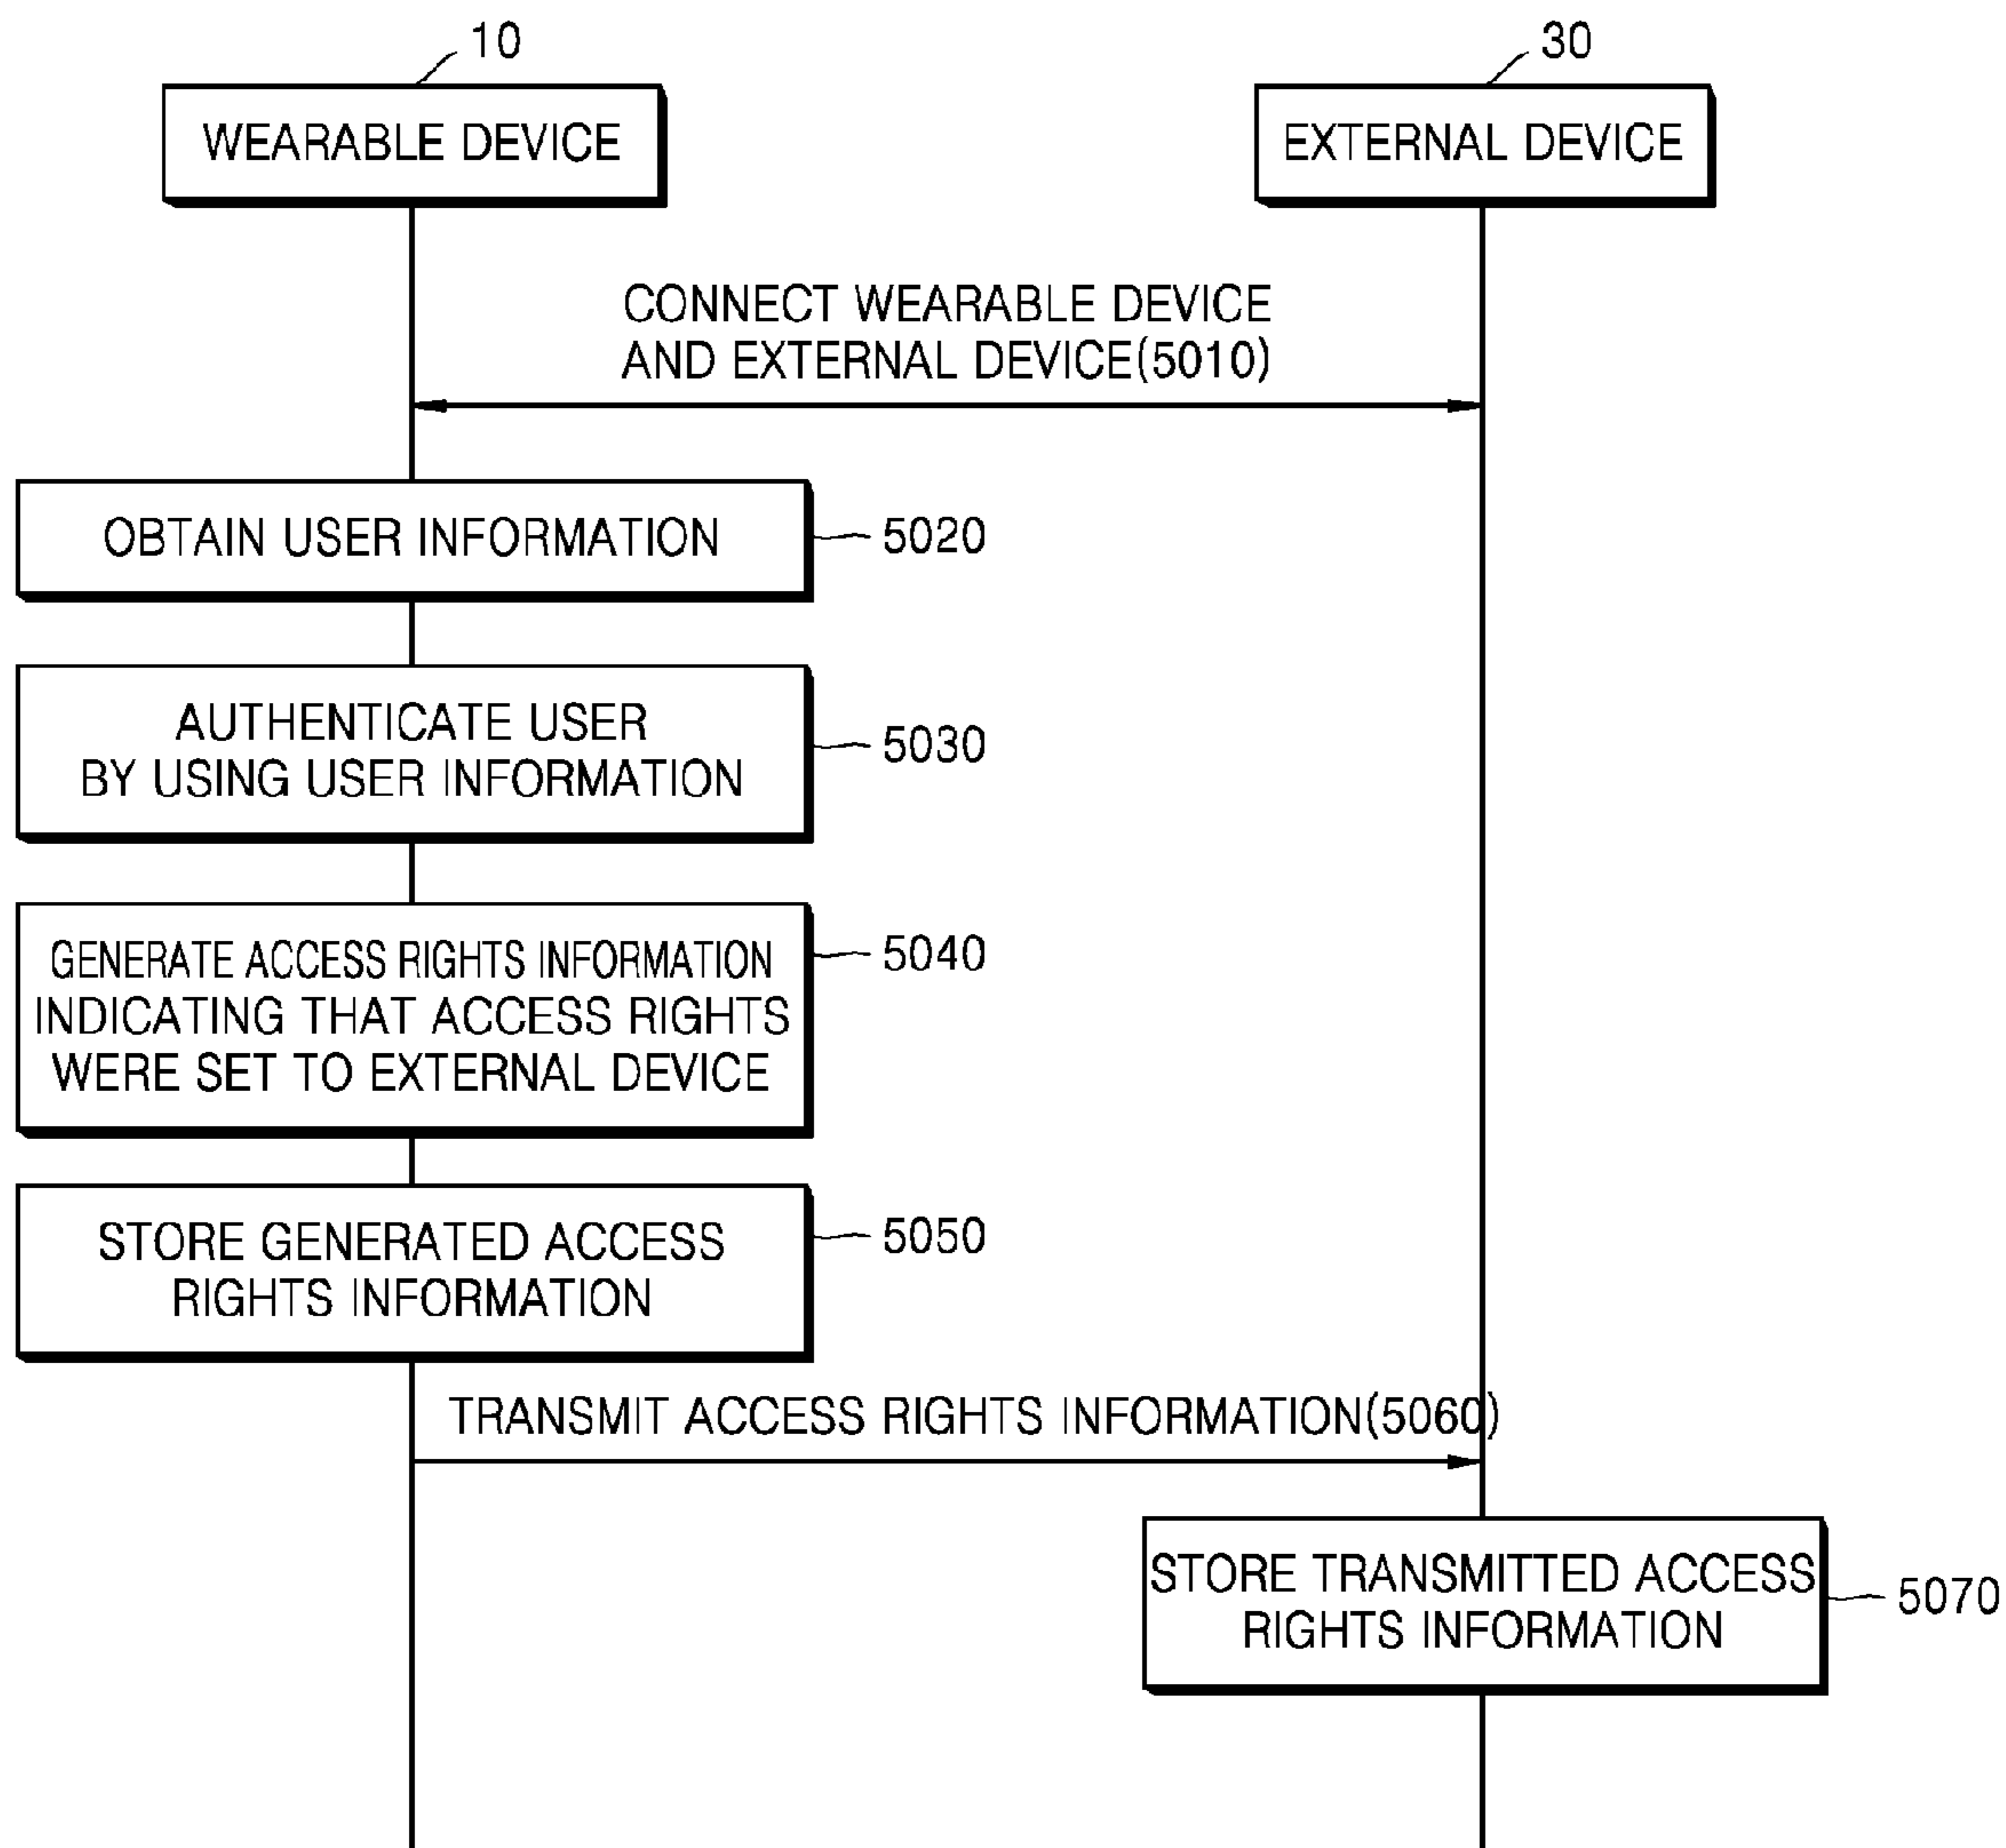 10
30
WEARABLE DEVICE
EXTERNAL DEVICE
CONNECT WEARABLE DEVICE
AND EXTERNAL DEVICE(5010)
OBTAIN USER INFORMATION
5020
AUTHENTICATE USER
BY USING USER INFORMATION
5030
GENERATE ACCESS RIGHTS INFORMATION
INDICATING THAT ACCESS RIGHTS
WERE SET TO EXTERNAL DEVICE
5040
STORE GENERATED ACCESS
RIGHTS INFORMATION
5050
TRANSMIT ACCESS RIGHTS INFORMATION(5060)
STORE TRANSMITTED ACCESS
RIGHTS INFORMATION
5070